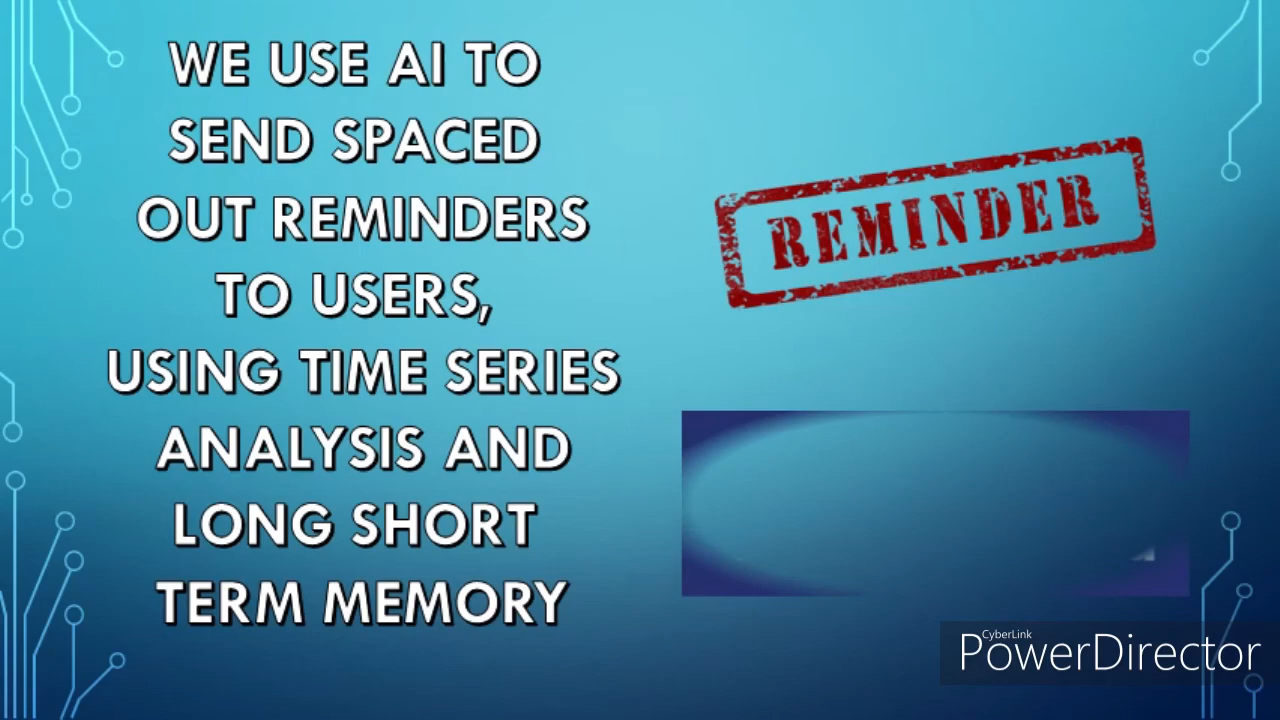 WE USE AI TO
SEND SPACED
OUT REMINDERS
TO USERS,
USING TIME SERIES
ANALYSIS AND
LONG SHORT
TERM MEMORY
REMINDER
CyberLink
PowerDirector